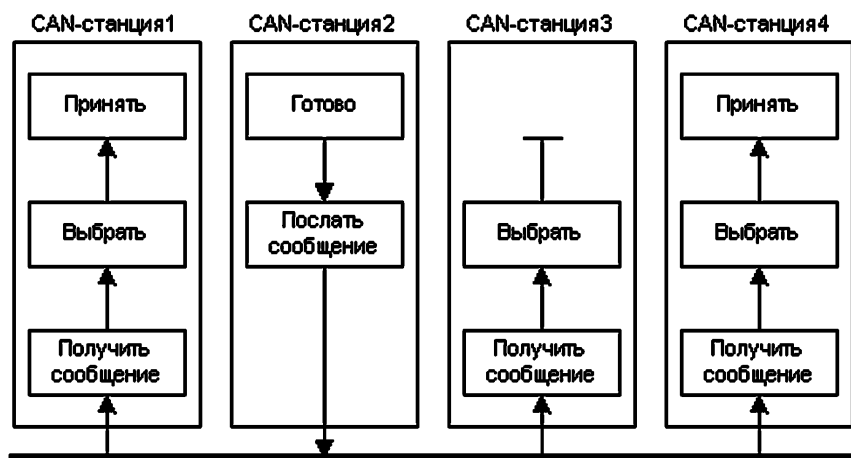 CAN-станция1
CAN-станция2
CAN-станция3
CAN-станция4
Принять
Готово
Принять
Выбрать
Послать
сообщение
Выбрать
Выбрать
Получить
сообщение
Получить
сообщение
Получить
сообщение